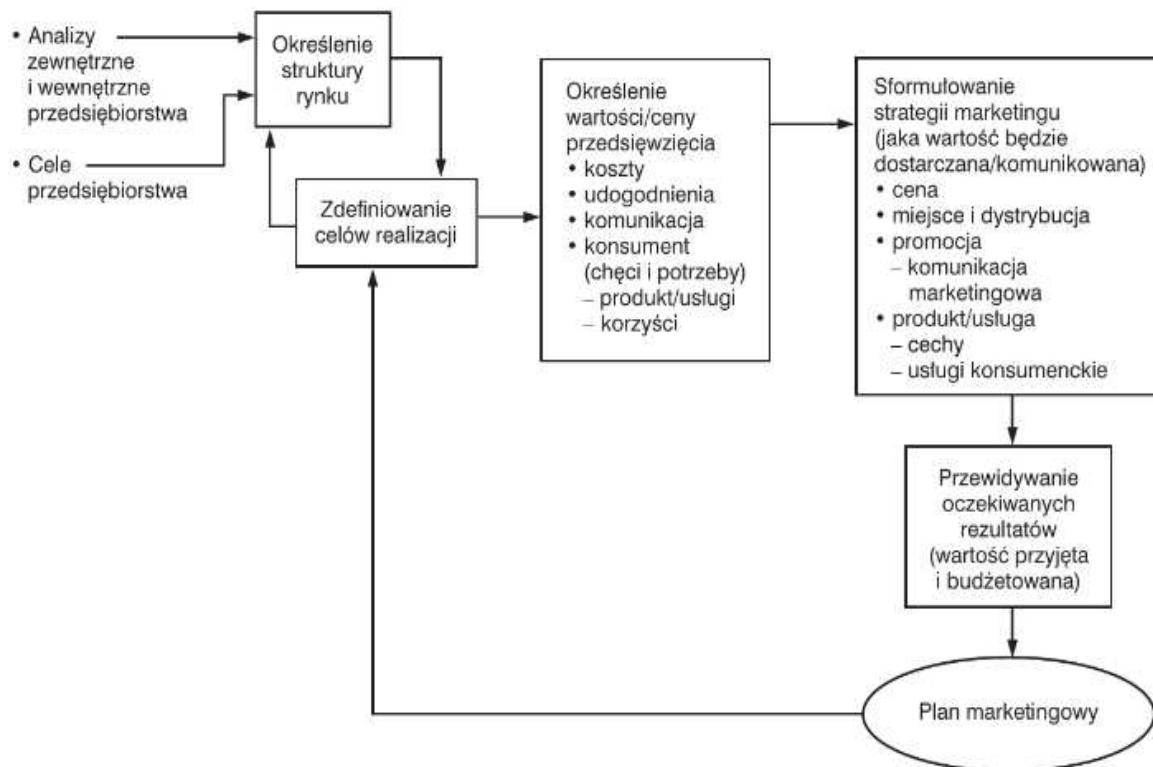 • Analizy
zewnętrzne
i wewnętrzne
przedsiębiorstwa
• Cele
przedsiębiorstwa
Określenie
struktury
rynku
Zdefiniowanie
celów realizacji
Określenie
wartości/ceny
przedsięwzięcia
• koszty
• udogodnienia
• komunikacja
• konsument
(chęci i potrzeby)
– produkt/usługi
– korzyści
Sformułowanie
strategii marketingu
(jaka wartość będzie
dostarczana/komunikowana)
• cena
• miejsce i dystrybucja
• promocja
– komunikacja
marketingowa
• produkt/usługa
– cechy
– usługi konsumenckie
Przewidywanie
oczekiwanych
rezultatów
(wartość przyjęta
i budżetowana)
Plan marketingowy